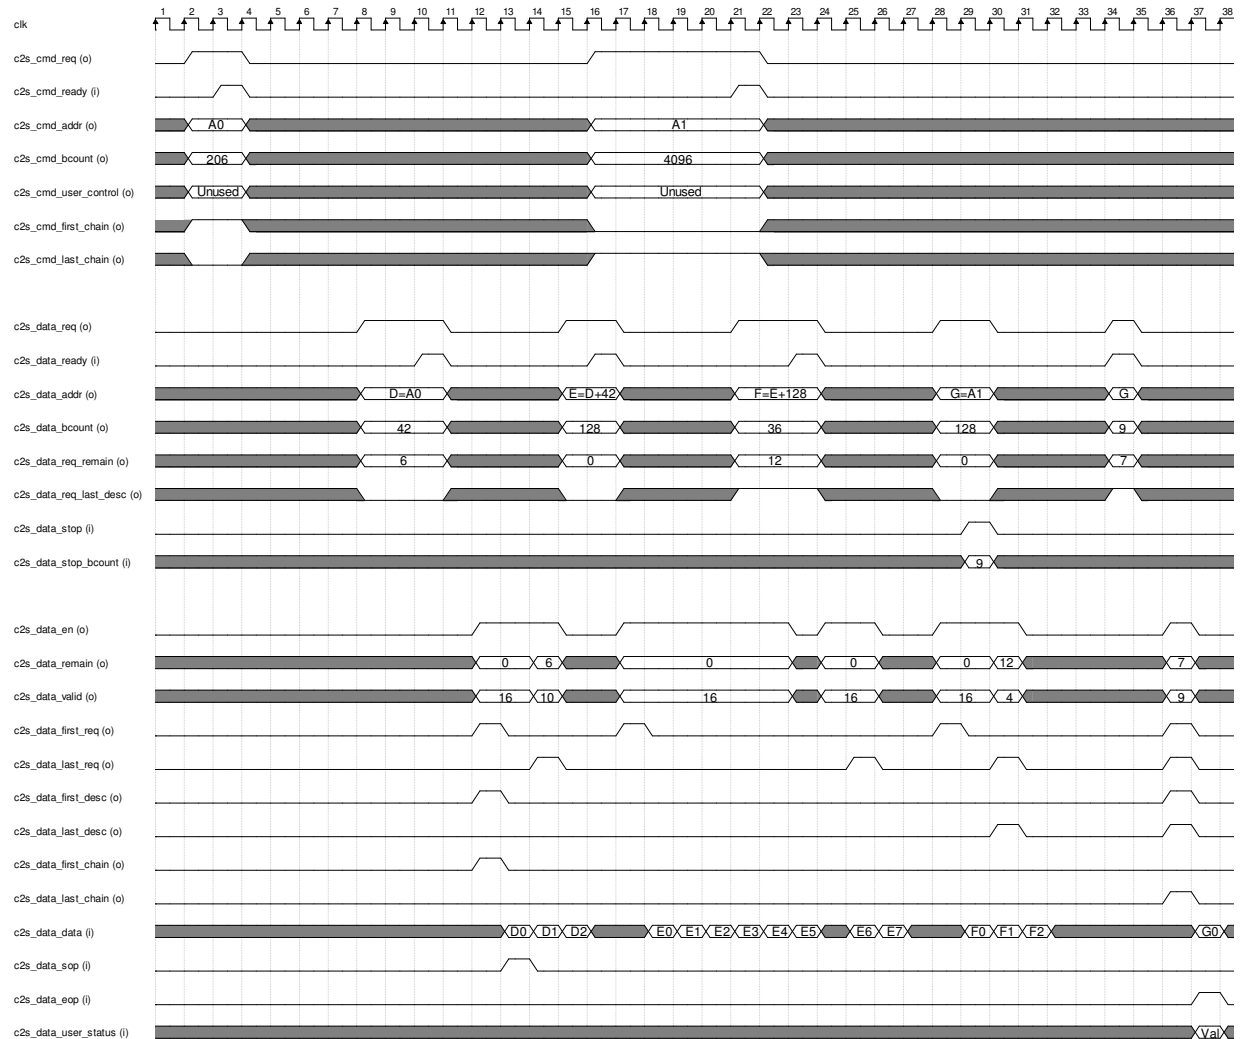 clk 1 2 3 4 5 6 7 8 9 10 11 12 13 14 15 16 17 18 19 20 21 22 23 24 25 26 27 28 29 30 31 32 33 34 35 36 37 38
c2s_cmd_req (o)
c2s_cmd_ready (i)
c2s_cmd_addr (o) A0 A1
c2s_cmd_bcount (o) 206 4096
c2s_cmd_user_control (o) Unused Unused
c2s_cmd_first_chain (o)
c2s_cmd_last_chain (o)
c2s_data_req (o)
c2s_data_ready (i)
c2s_data_addr (o) D=A0 E=D+42 F=E+128 G=A1 G
c2s_data_bcount (o) 42 128 36 128 9
c2s_data_req_remain (o) 6 0 12 0 7
c2s_data_req_last_desc (o)
c2s_data_stop (i)
c2s_data_stop_bcount (i) 9
c2s_data_en (o)
c2s_data_remain (o) 0 6 0 0 0 12 7
c2s_data_valid (o) 16 10 16 16 16 4 9
c2s_data_first_req (o)
c2s_data_last_req (o)
c2s_data_first_desc (o)
c2s_data_last_desc (o)
c2s_data_first_chain (o)
c2s_data_last_chain (o)
c2s_data_data (i) D0 D1 D2 E0 E1 E2 E3 E4 E5 E6 E7 F0 F1 F2 G0
c2s_data_sop (i)
c2s_data_eop (i)
c2s_data_user_status (i) Val